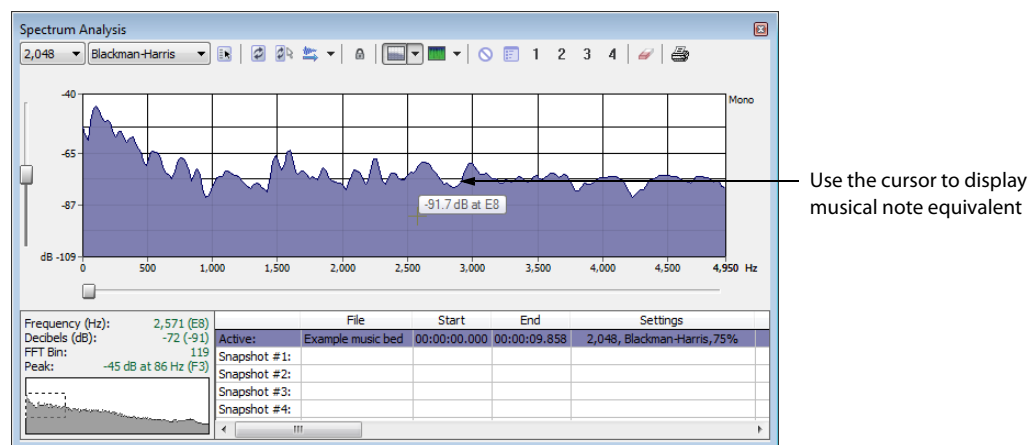 Spectrum Analysis
2,048 Blackman-Harris 1 2 3 4
-40
-65
-87
dB -109
Mono
-91.7 dB at E8
0 500 1,000 1,500 2,000 2,500 3,000 3,500 4,000 4,500 4,950 Hz
Use the cursor to display
musical note equivalent
Frequency (Hz): 2,571 (E8)
Decibels (dB): -72 (-91)
FFT Bin: 119
Peak: -45 dB at 86 Hz (F3)
File Start End Settings
Active: Example music bed 00:00:00.000 00:00:09.858 2,048, Blackman-Harris,75%
Snapshot #1:
Snapshot #2:
Snapshot #3:
Snapshot #4: